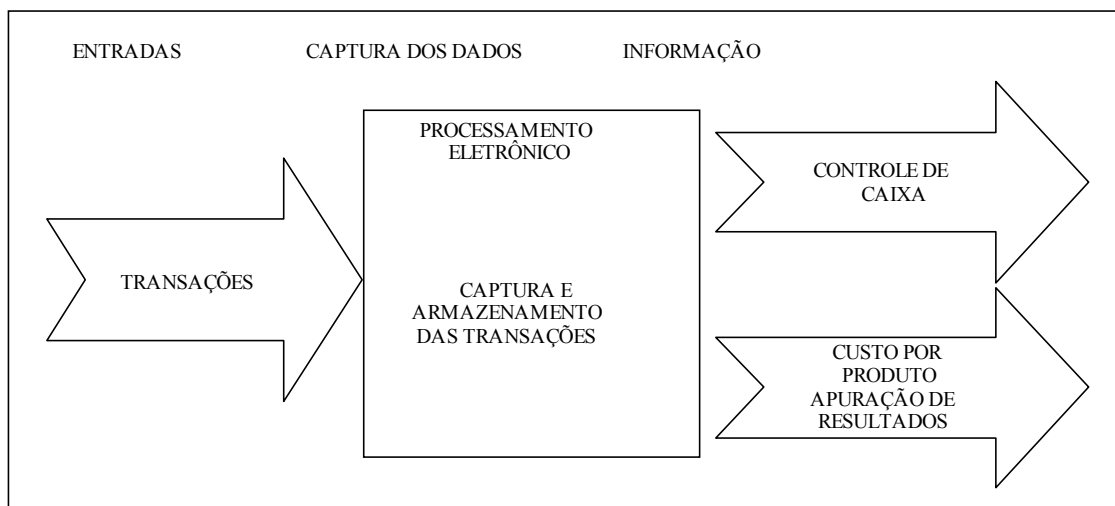 ENTRADAS
CAPTURA DOS DADOS
INFORMAÇÃO
PROCESSAMENTO
ELETRÔNICO
CONTROLE DE
CAIXA
TRANSAÇÕES
CAPTURA E
ARMAZENAMENTO
DAS TRANSAÇÕES
CUSTO POR
PRODUTO
APURAÇÃO DE
RESULTADOS